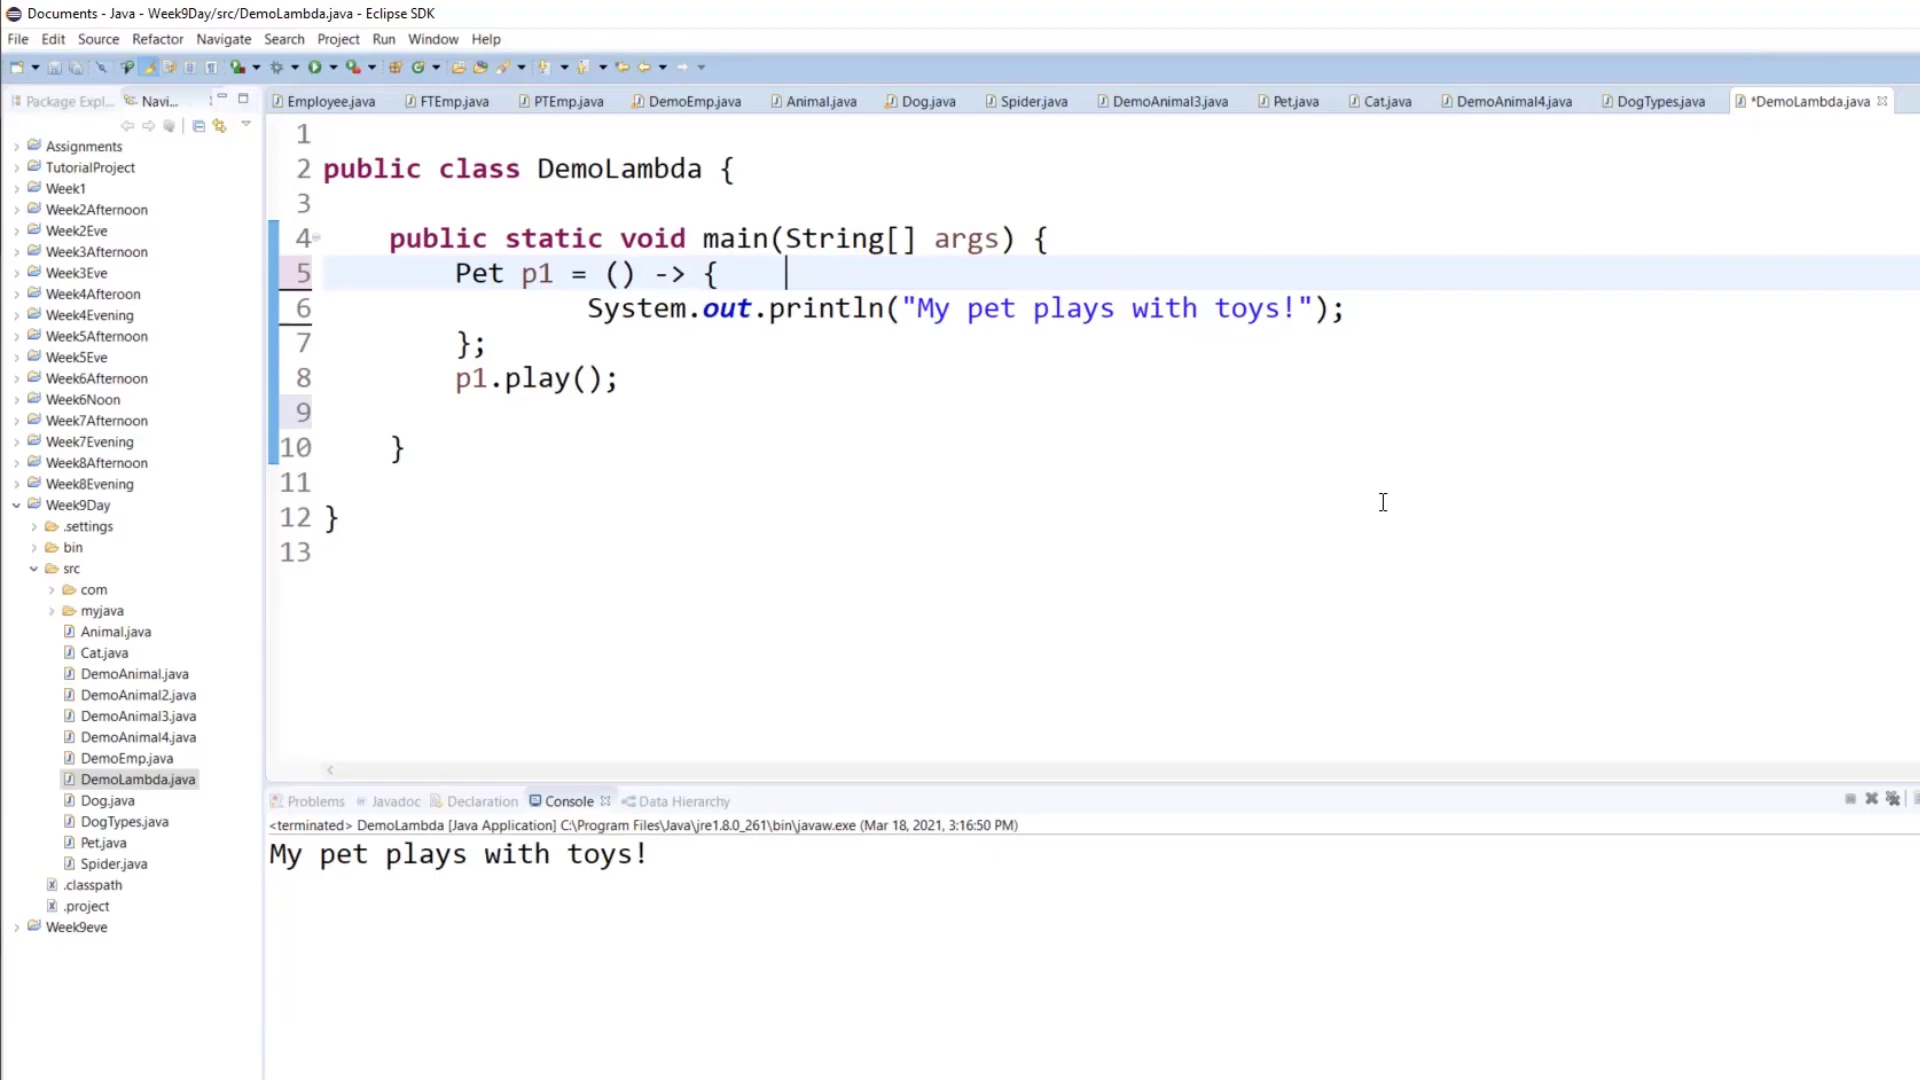 Documents - Java - Week9Day/src/DemoLambda.java - Eclipse SDK
File Edit Source Refactor Navigate Search Project Run Window Help
Package Expl... Navi...
Employee.java FTEmp.java PTEmp.java DemoEmp.java Animal.java Dog.java Spider.java DemoAnimal3.java Pet.java Cat.java DemoAnimal4.java DogTypes.java *DemoLambda.java
Assignments
TutorialProject
Week1
Week2Afternoon
Week2Eve
Week3Afternoon
Week3Eve
Week4Afteroon
Week4Evening
Week5Afternoon
Week5Eve
Week6Afternoon
Week6Noon
Week7Afternoon
Week7Evening
Week8Afternoon
Week8Evening
Week9Day
.settings
bin
src
com
myjava
Animal.java
Cat.java
DemoAnimal.java
DemoAnimal2.java
DemoAnimal3.java
DemoAnimal4.java
DemoEmp.java
DemoLambda.java
Dog.java
DogTypes.java
Pet.java
Spider.java
.classpath
.project
Week9eve
1
2 public class DemoLambda {
3
4 public static void main(String[] args) {
5 Pet p1 = () -> {
6 System.out.println("My pet plays with toys!");
7 };
8 p1.play();
9
10 }
11
12 }
13
Problems Javadoc Declaration Console Data Hierarchy
<terminated> DemoLambda [Java Application] C:\Program Files\Java\jre1.8.0_261\bin\javaw.exe (Mar 18, 2021, 3:16:50 PM)
My pet plays with toys!